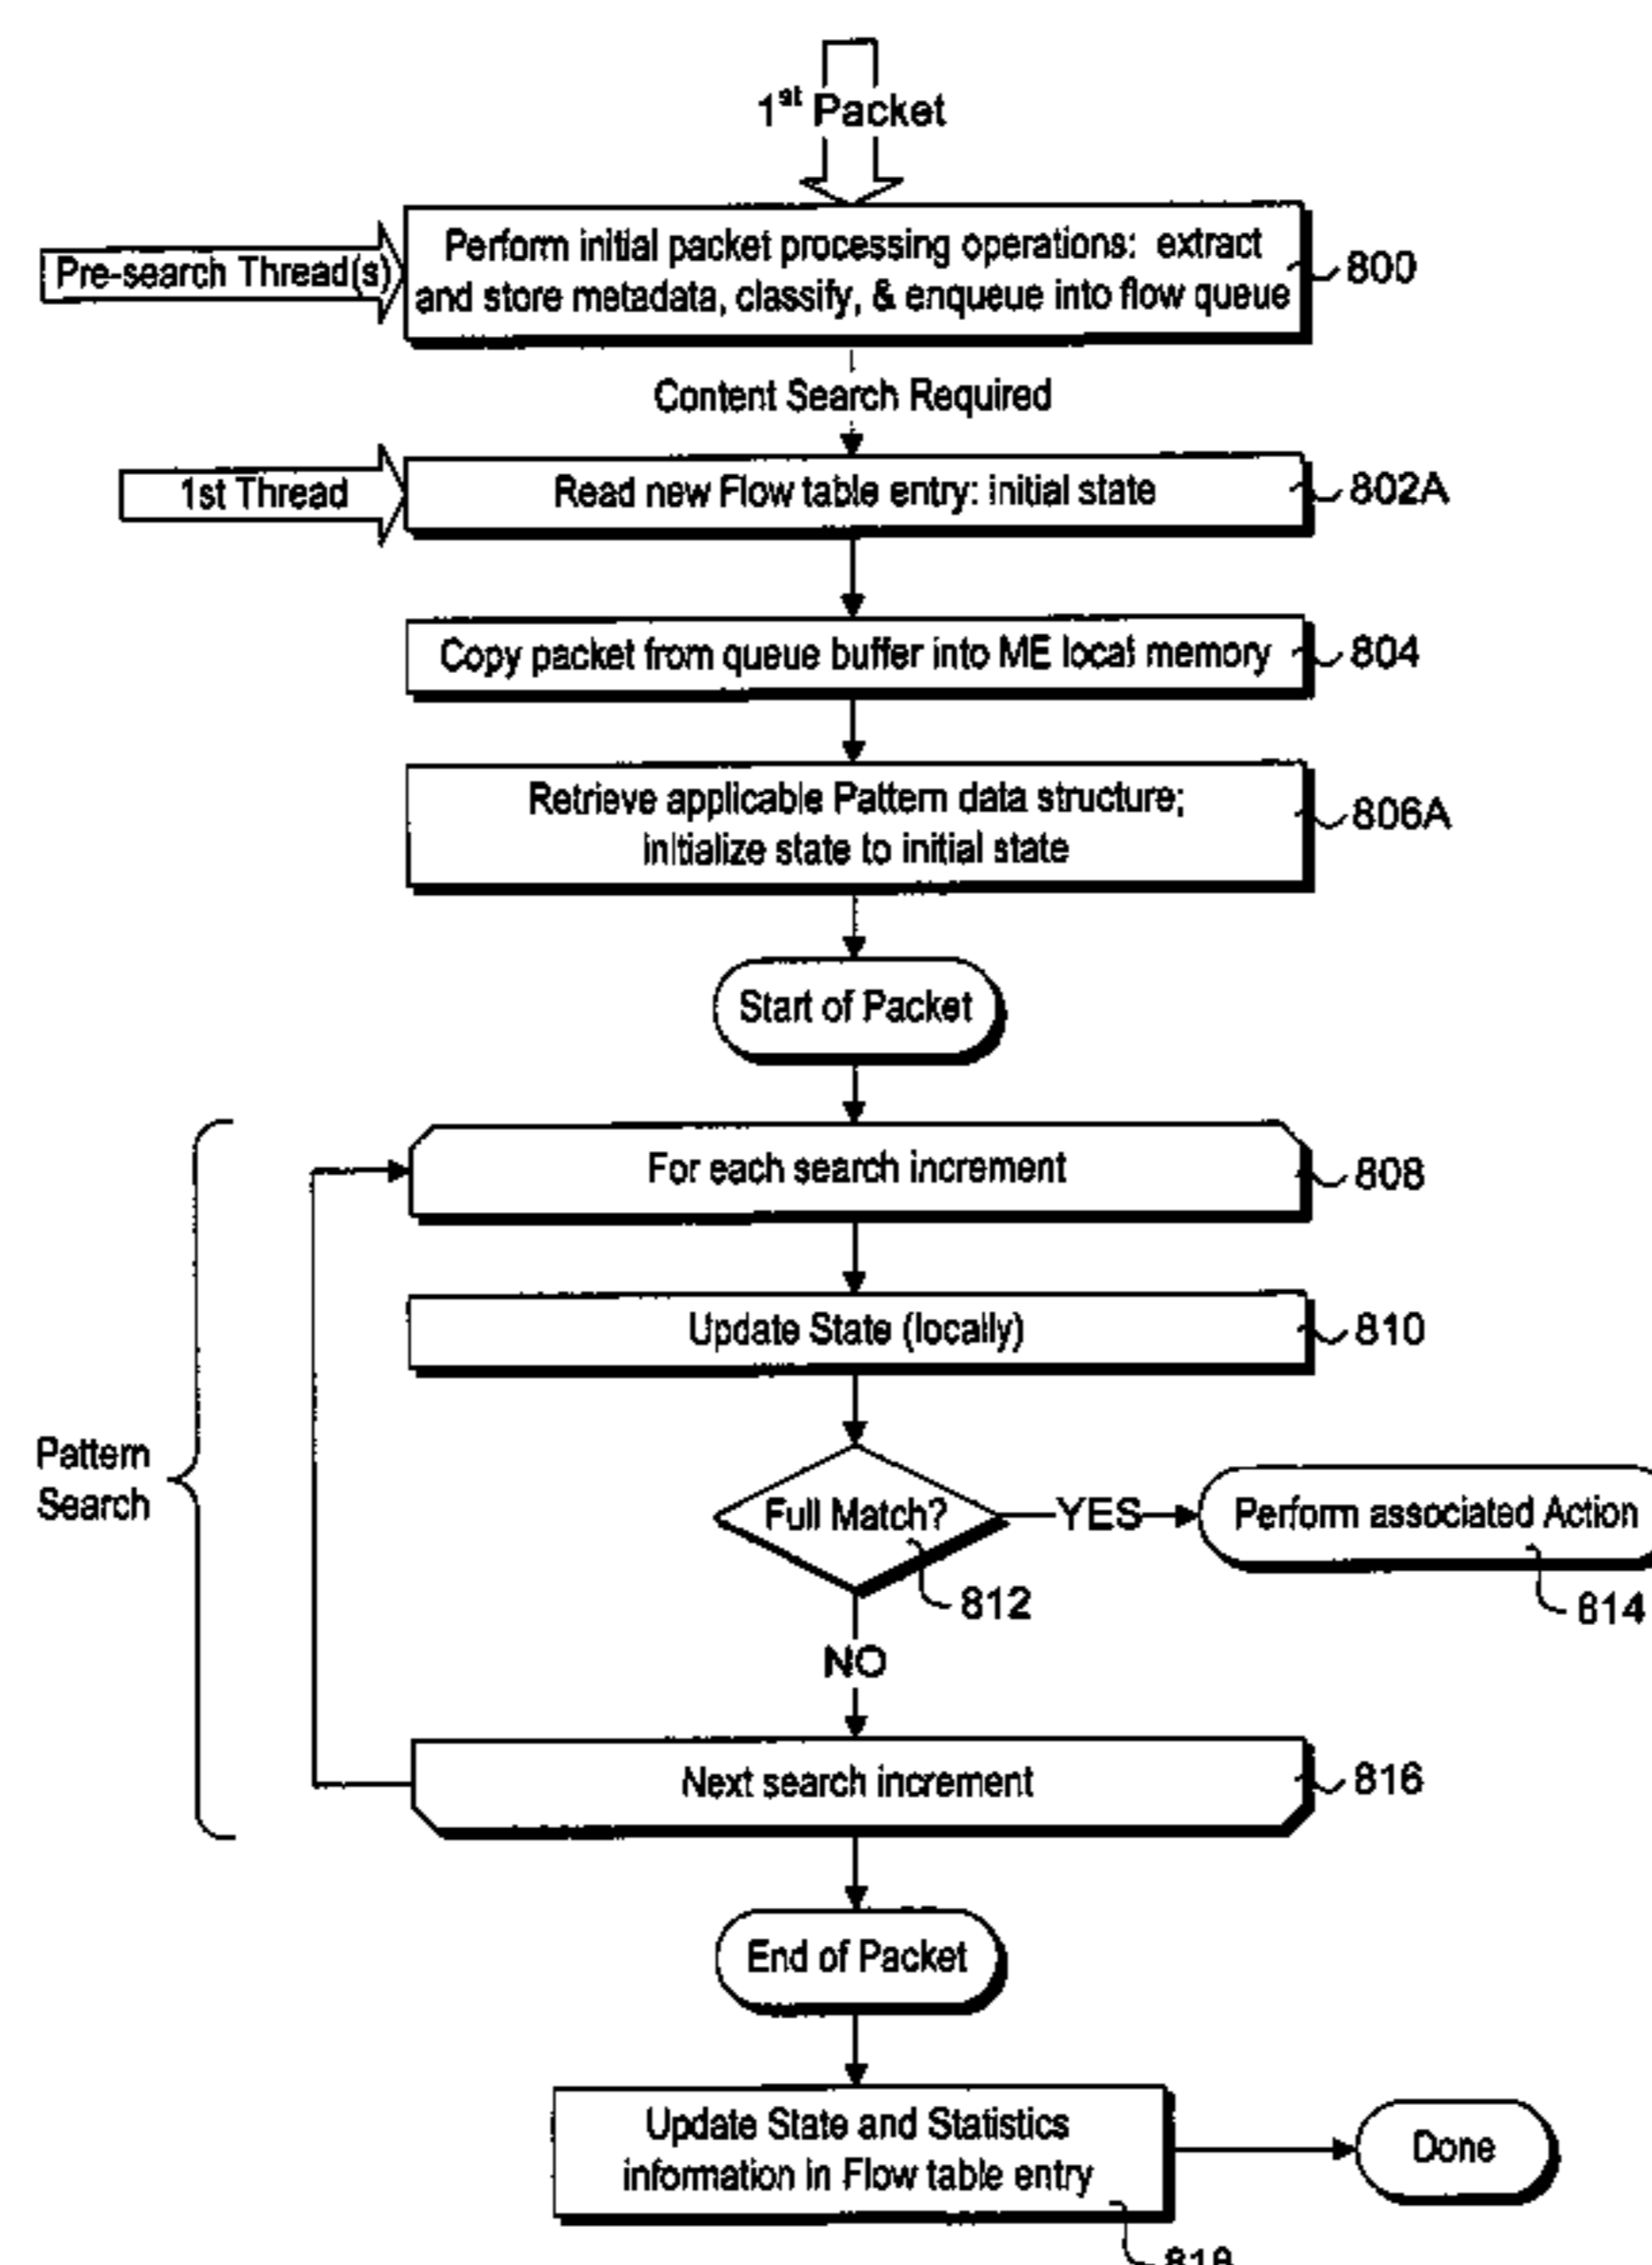 1st Packet
Pre-search Thread(s)
Perform initial packet processing operations: extract
and store metadata, classify, & enqueue into flow queue
800
Content Search Required
1st Thread
Read new Flow table entry: initial state
802A
Copy packet from queue buffer into ME local memory
804
Retrieve applicable Pattern data structure;
initialize state to initial state
806A
Start of Packet
For each search increment
808
Update State (locally)
810
Pattern
Search
Full Match?
YES
Perform associated Action
812
814
NO
Next search increment
816
End of Packet
Update State and Statistics
information in Flow table entry
Done
818